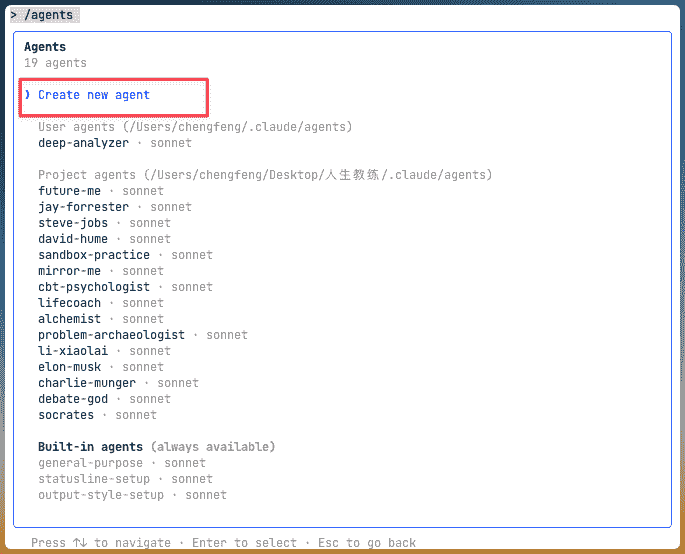 > /agents
Agents
19 agents
❯ Create new agent
User agents (/Users/chengfeng/.claude/agents)
deep-analyzer · sonnet
Project agents (/Users/chengfeng/Desktop/人生教练/.claude/agents)
future-me · sonnet
jay-forrester · sonnet
steve-jobs · sonnet
david-hume · sonnet
sandbox-practice · sonnet
mirror-me · sonnet
cbt-psychologist · sonnet
lifecoach · sonnet
alchemist · sonnet
problem-archaeologist · sonnet
li-xiaolai · sonnet
elon-musk · sonnet
charlie-munger · sonnet
debate-god · sonnet
socrates · sonnet
Built-in agents (always available)
general-purpose · sonnet
statusline-setup · sonnet
output-style-setup · sonnet
Press ↑↓ to navigate · Enter to select · Esc to go back